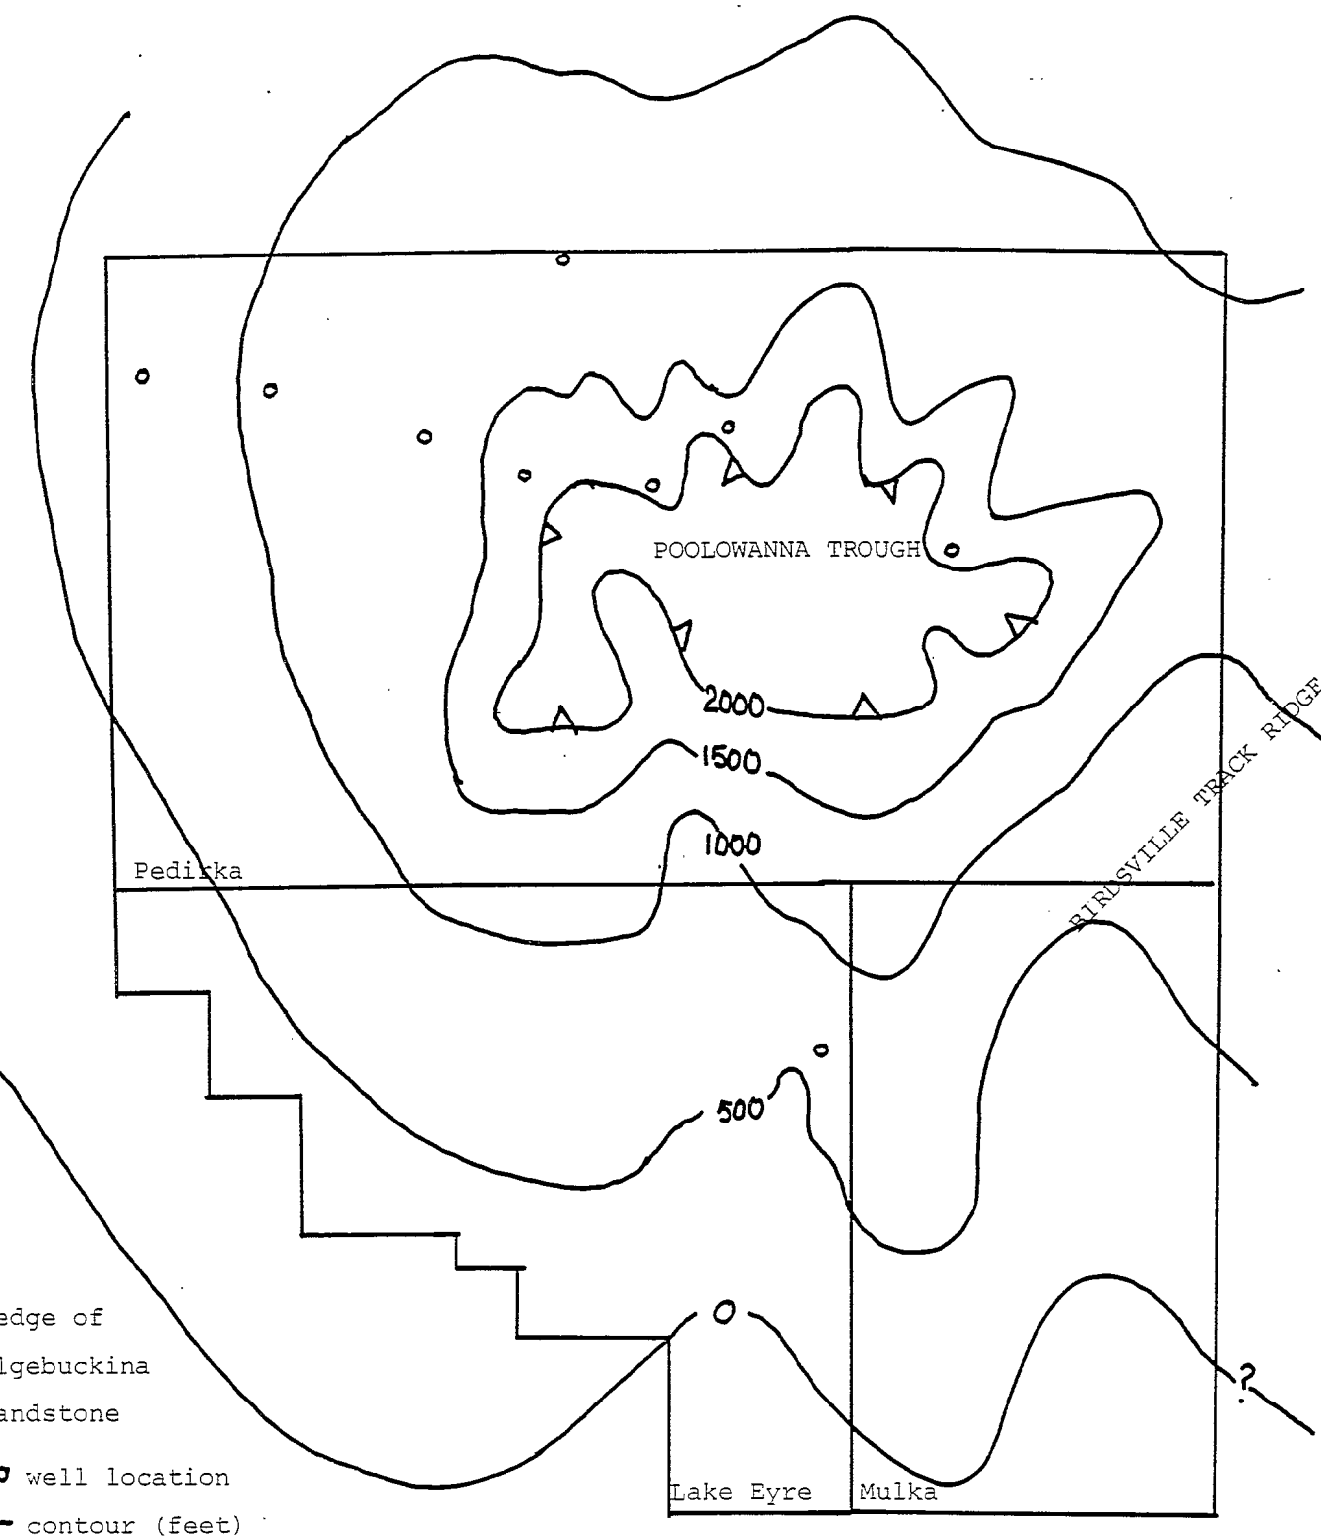 POOLOWANNA TROUGH
2000
1500
BIRDSVILLE TRACK RIDGE
1000
Pedirka
500
0
edge of
lgebuckina
andstone
?
well location
Lake Eyre
Mulka
contour (feet)